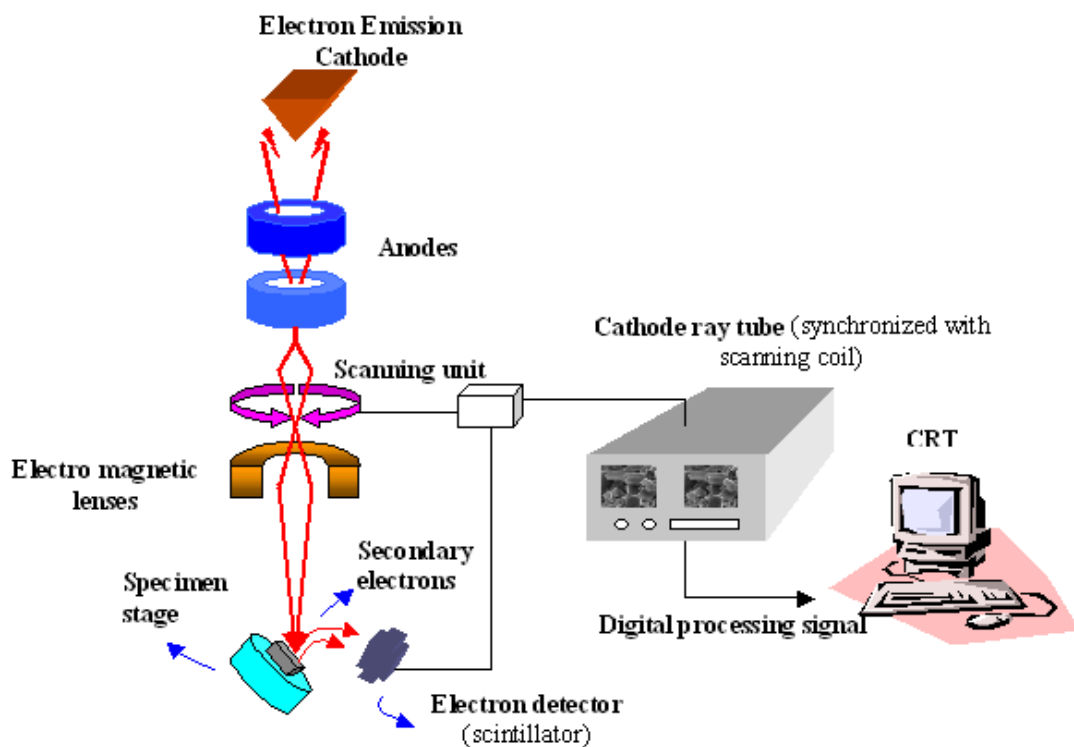 Electron Emission
Cathode
Anodes
Cathode ray tube (synchronized with
scanning coil)
Scanning unit
CRT
Electro magnetic
lenses
Secondary
electrons
Specimen
stage
Digital processing signal
Electron detector
(scintillator)